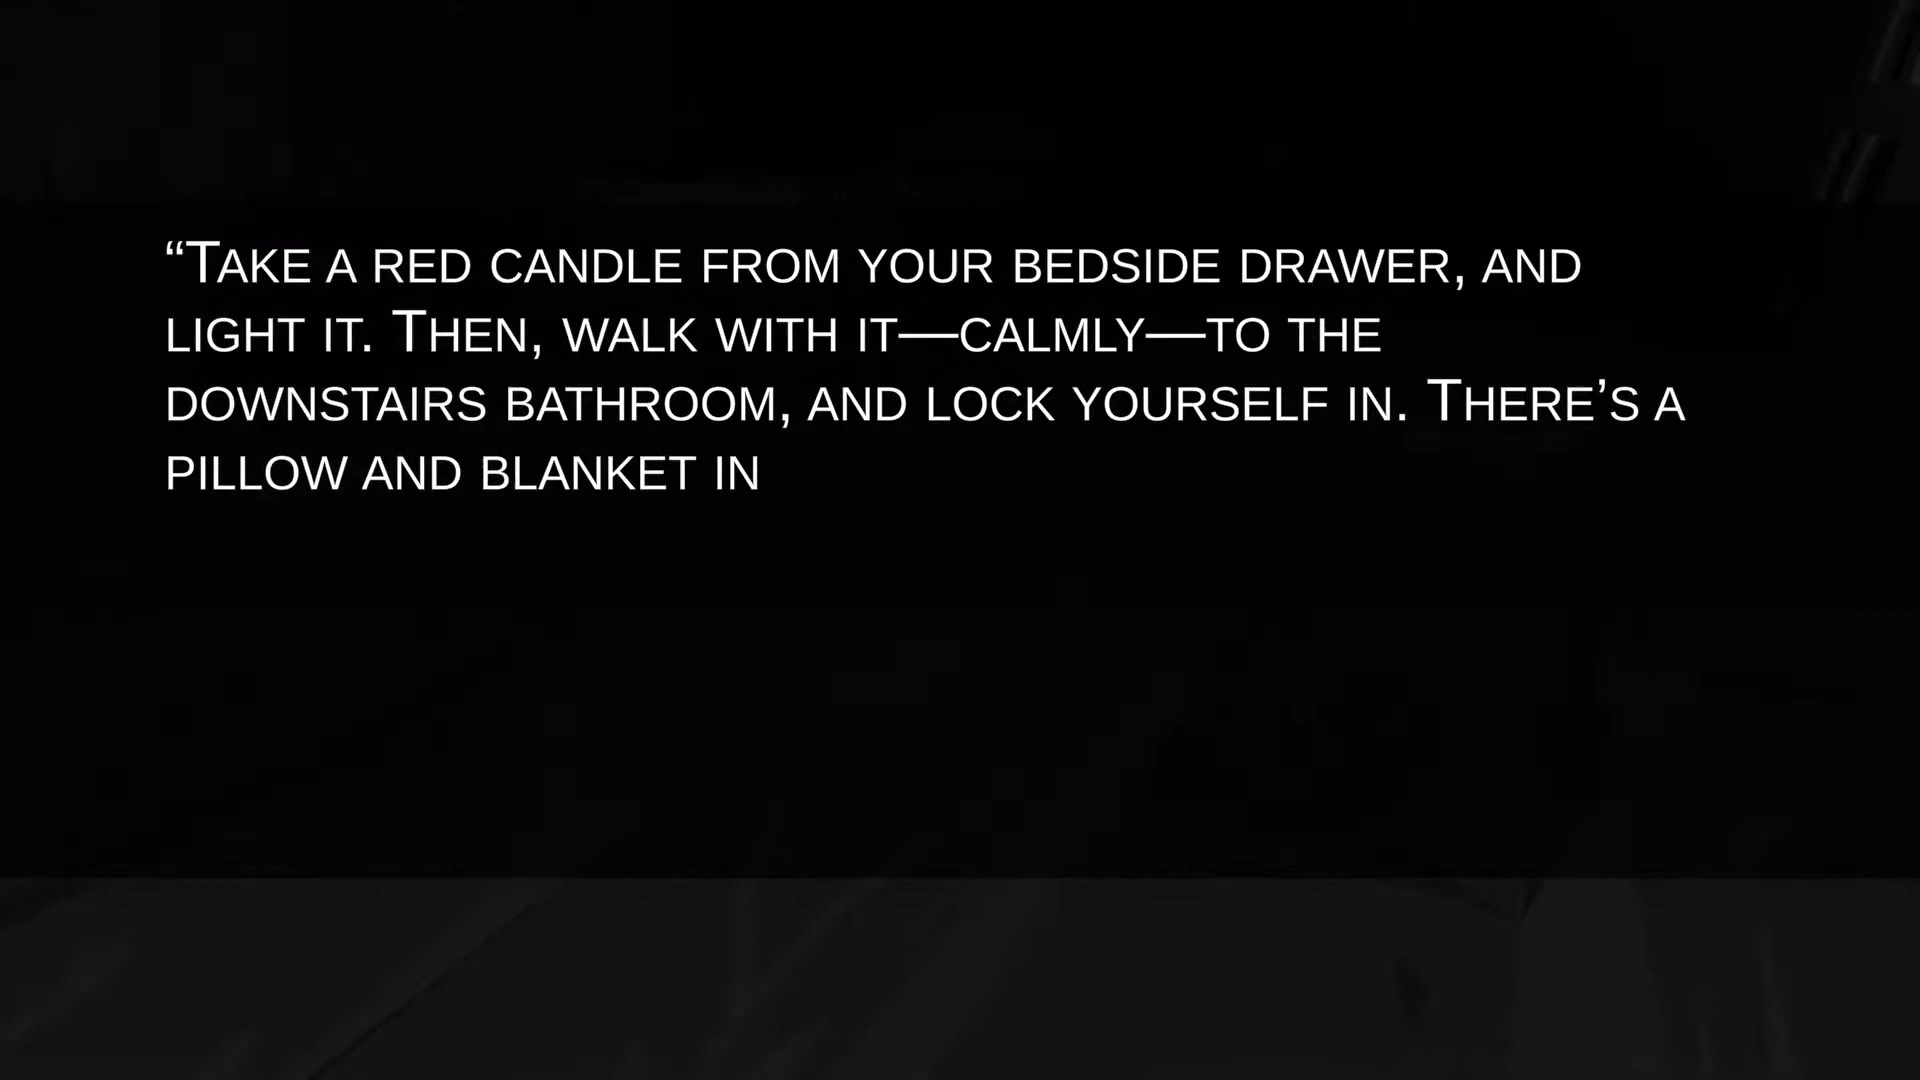 “Take a red candle from your bedside drawer, and
light it. Then, walk with it—calmly—to the
downstairs bathroom, and lock yourself in. There’s a
pillow and blanket in